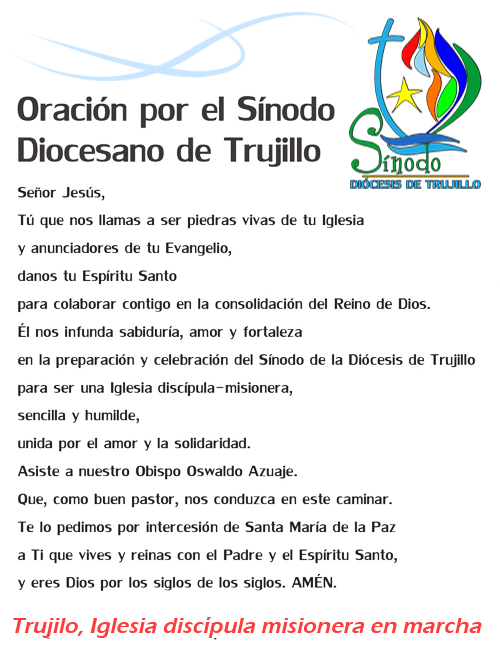 Oración por el Sínodo
Diocesano de Trujillo
Sínodo
DIÓCESIS DE TRUJILLO
Señor Jesús,
Tú que nos llamas a ser piedras vivas de tu Iglesia
y anunciadores de tu Evangelio,
danos tu Espíritu Santo
para colaborar contigo en la consolidación del Reino de Dios.
Él nos infunda sabiduría, amor y fortaleza
en la preparación y celebración del Sínodo de la Diócesis de Trujillo
para ser una Iglesia discípula-misionera,
sencilla y humilde,
unida por el amor y la solidaridad.
Asiste a nuestro Obispo Oswaldo Azuaje.
Que, como buen pastor, nos conduzca en este caminar.
Te lo pedimos por intercesión de Santa María de la Paz
a Ti que vives y reinas con el Padre y el Espíritu Santo,
y eres Dios por los siglos de los siglos. AMÉN.
Trujilo, Iglesia discípula misionera en marcha